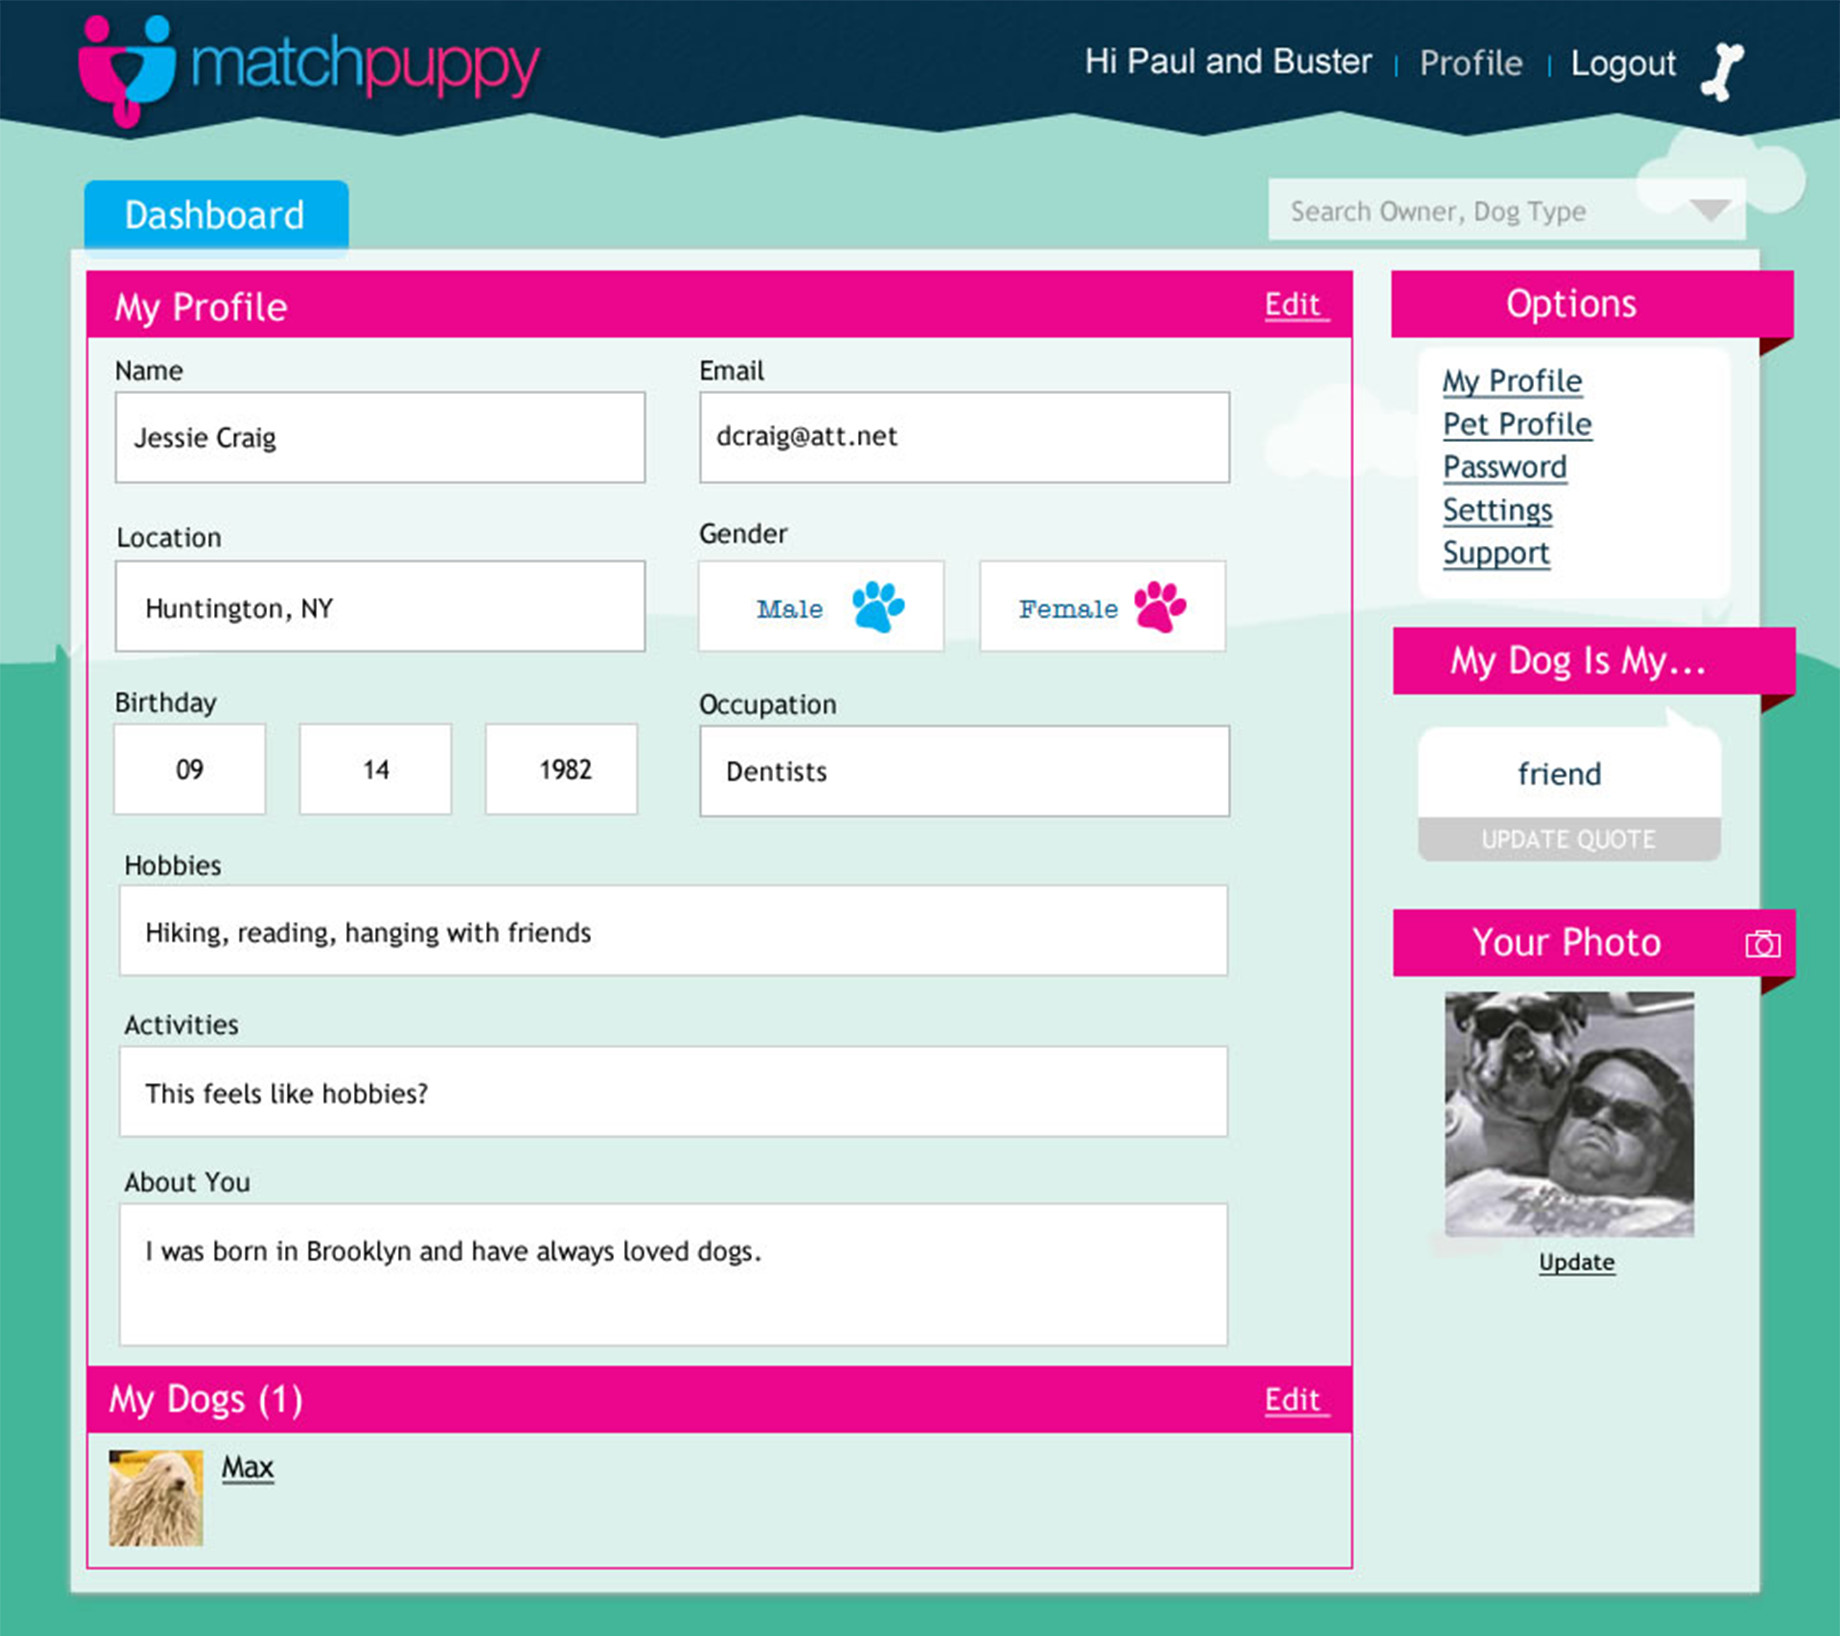 matchpuppy
Hi Paul and Buster | Profile | Logout
Dashboard
Search Owner, Dog Type
My Profile
Edit
Name
Email
Jessie Craig
dcraig@att.net
Location
Gender
Huntington, NY
Male
Female
Birthday
Occupation
09
14
1982
Dentists
Hobbies
Hiking, reading, hanging with friends
Activities
This feels like hobbies?
About You
I was born in Brooklyn and have always loved dogs.
My Dogs (1)
Edit
Max
Options
My Profile
Pet Profile
Password
Settings
Support
My Dog Is My...
friend
UPDATE QUOTE
Your Photo
Update